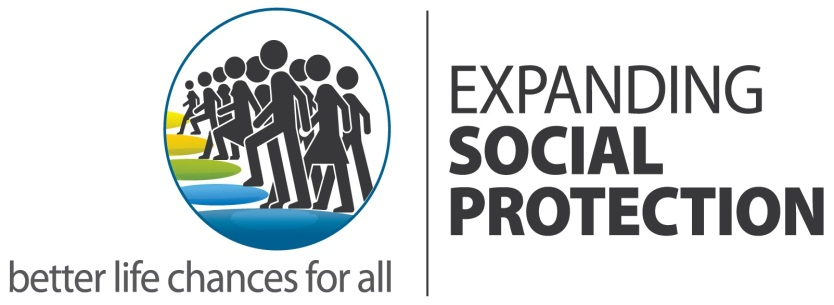 better life chances for all
EXPANDING
SOCIAL
PROTECTION